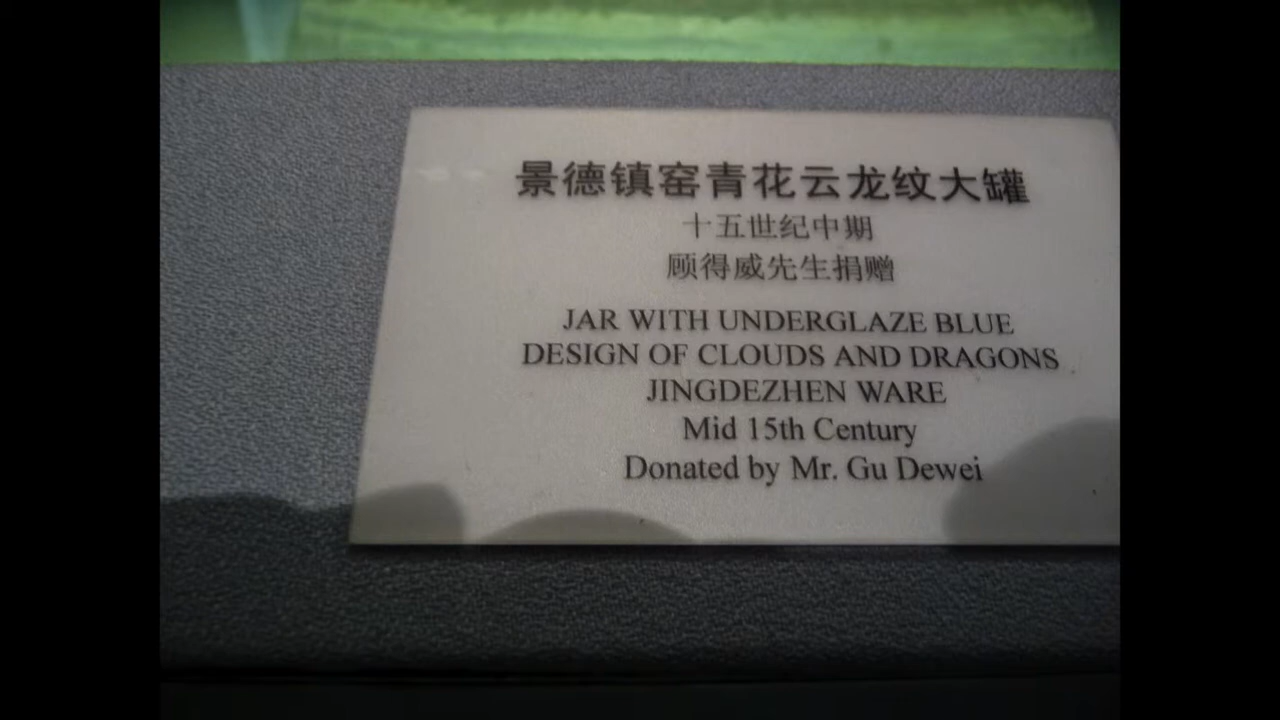 景德镇窑青花云龙纹大罐
十五世纪中期
顾得威先生捐赠
JAR WITH UNDERGLAZE BLUE
DESIGN OF CLOUDS AND DRAGONS
JINGDEZHEN WARE
Mid 15th Century
Donated by Mr. Gu Dewei